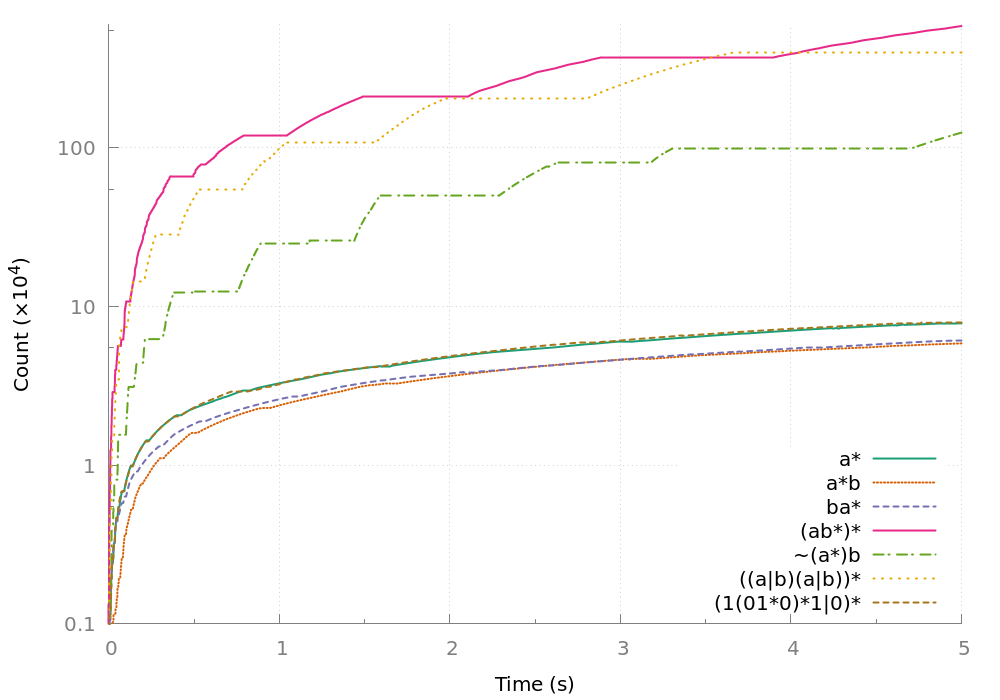 Count (×10⁴)
100
10
1
0.1
0 1 2 3 4 5
Time (s)
a*
a*b
ba*
(ab*)*
~(a*)b
((a|b)(a|b))*
(1(01*0)*1|0)*